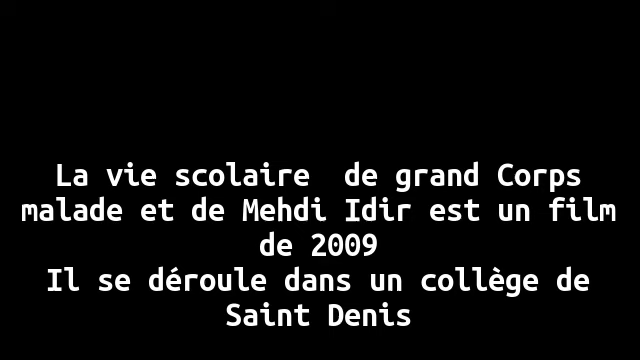 La vie scolaire  de grand Corps
malade et de Mehdi Idir est un film
de 2009
Il se déroule dans un collège de
Saint Denis